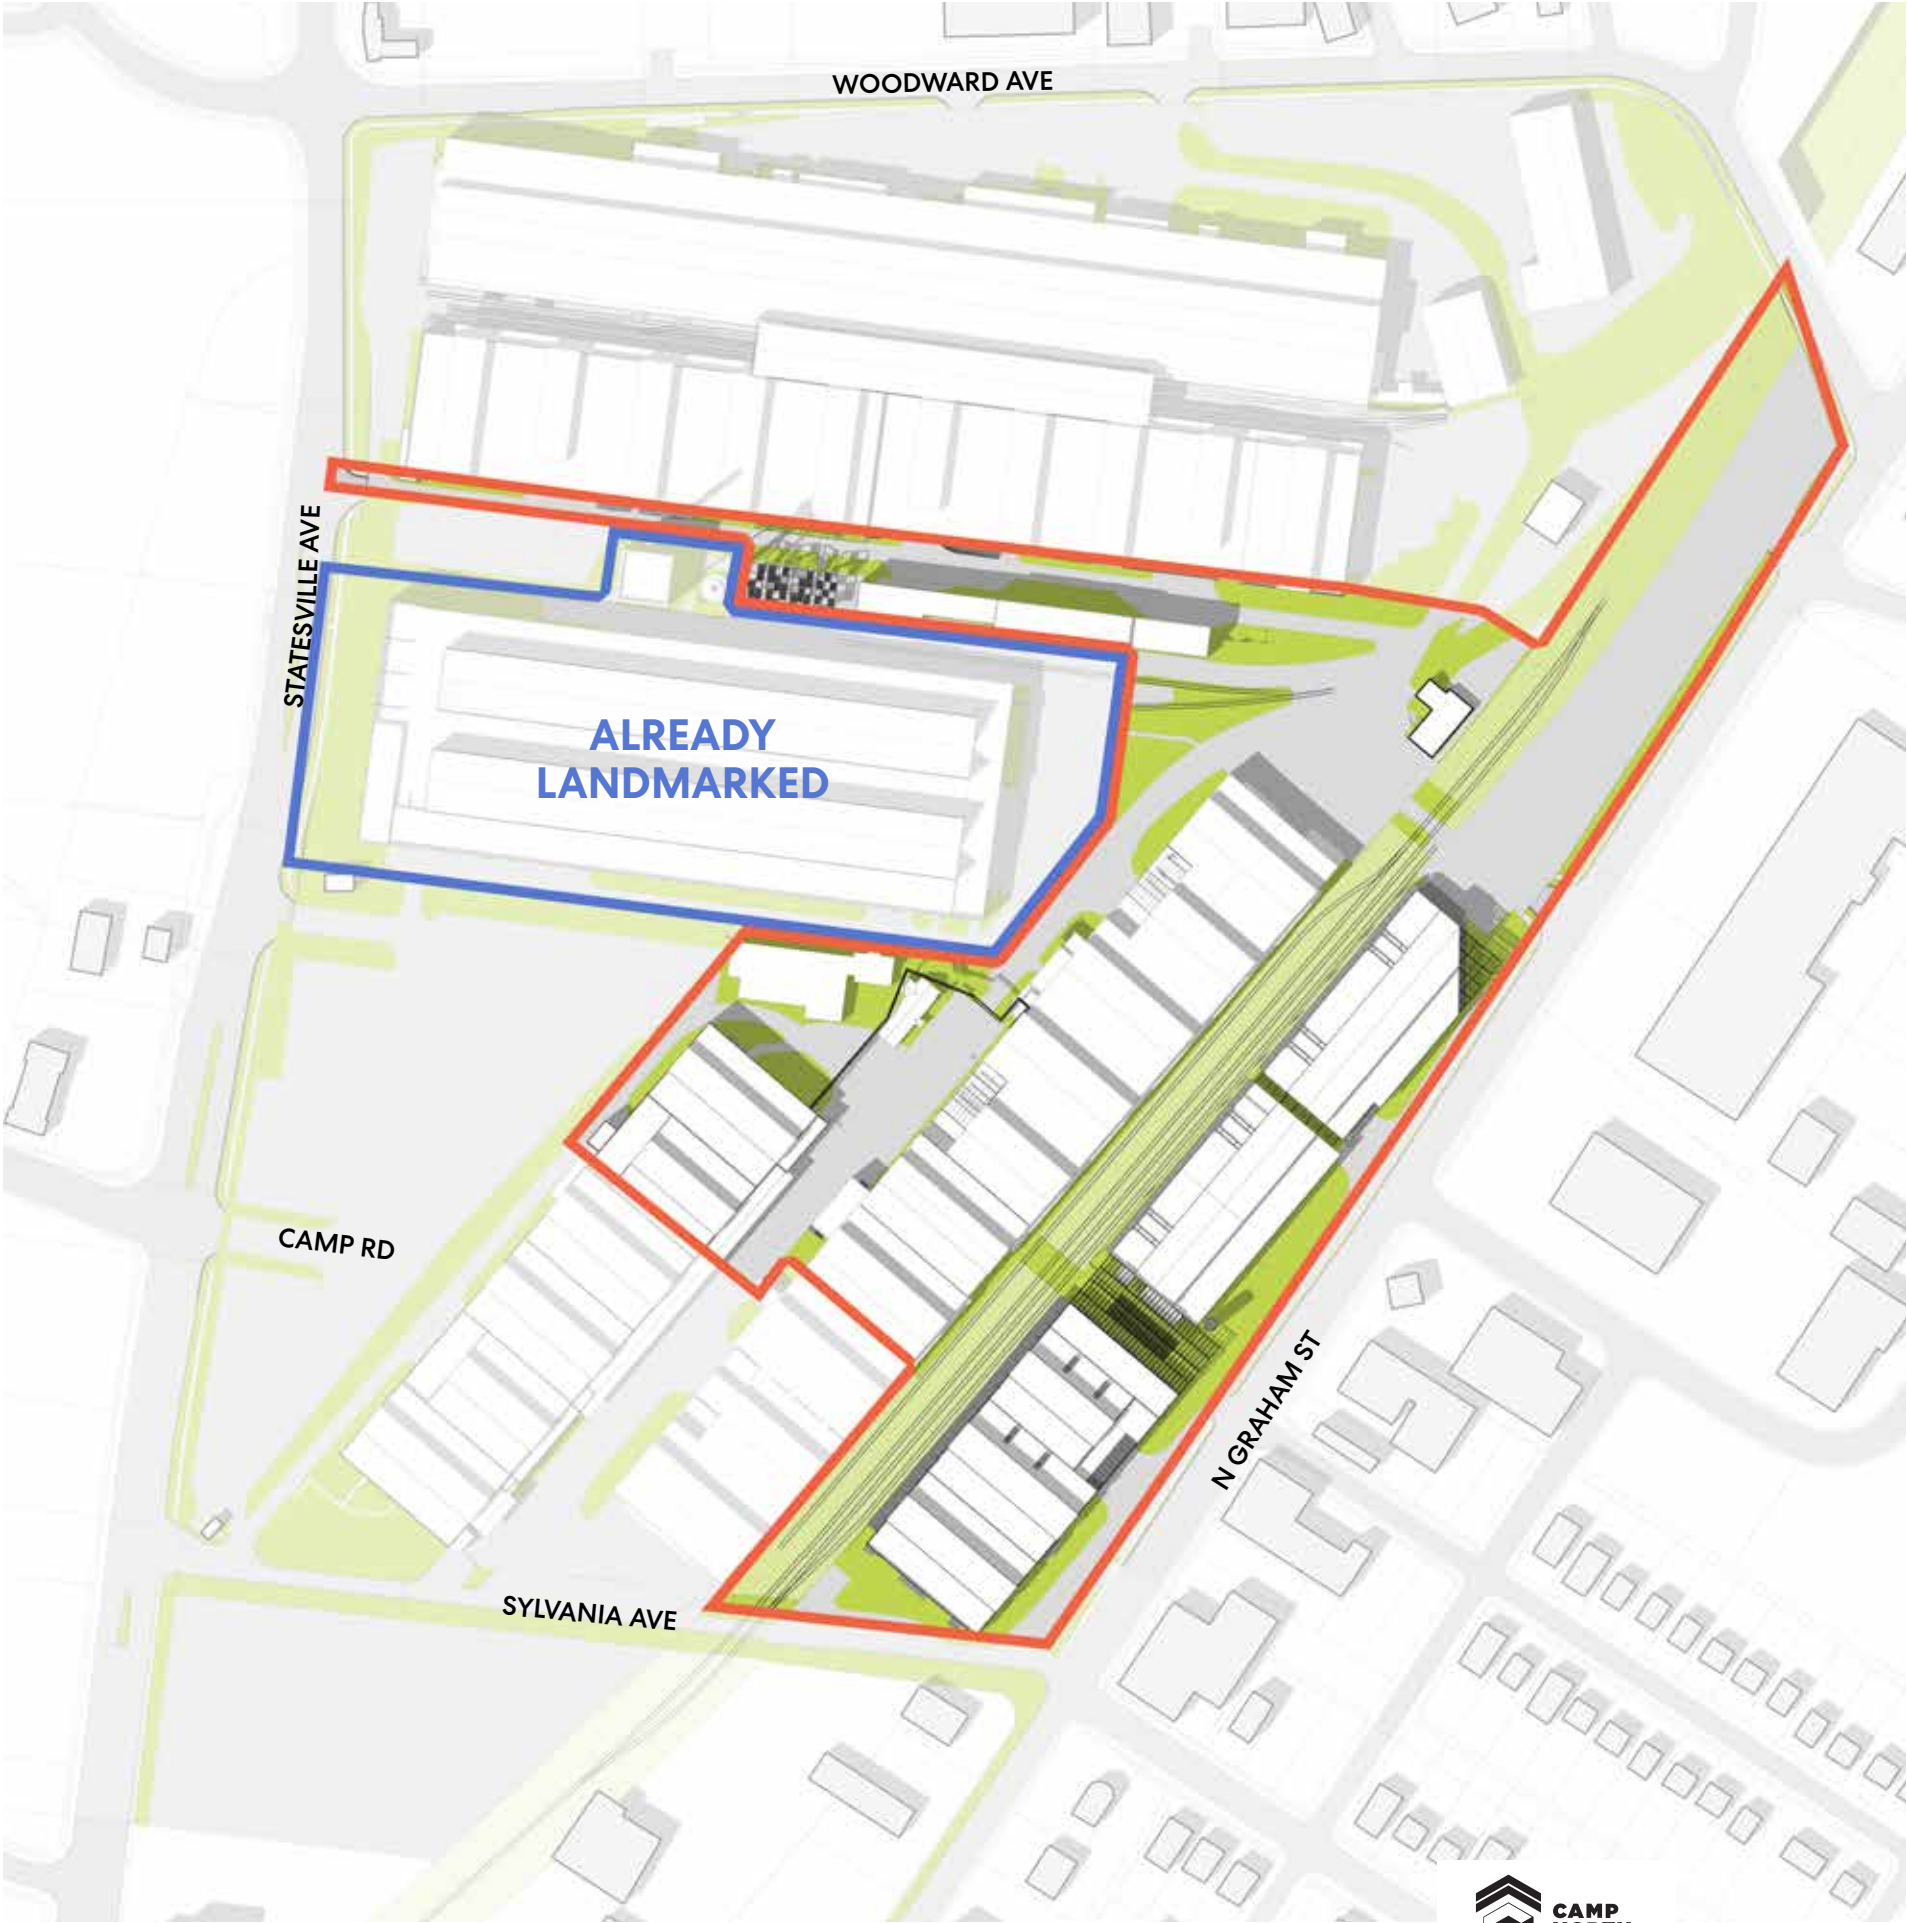 WOODWARD AVE
STATESVILLE AVE
ALREADY
LANDMARKED
CAMP RD
N GRAHAM ST
SYLVANIA AVE
CAMP